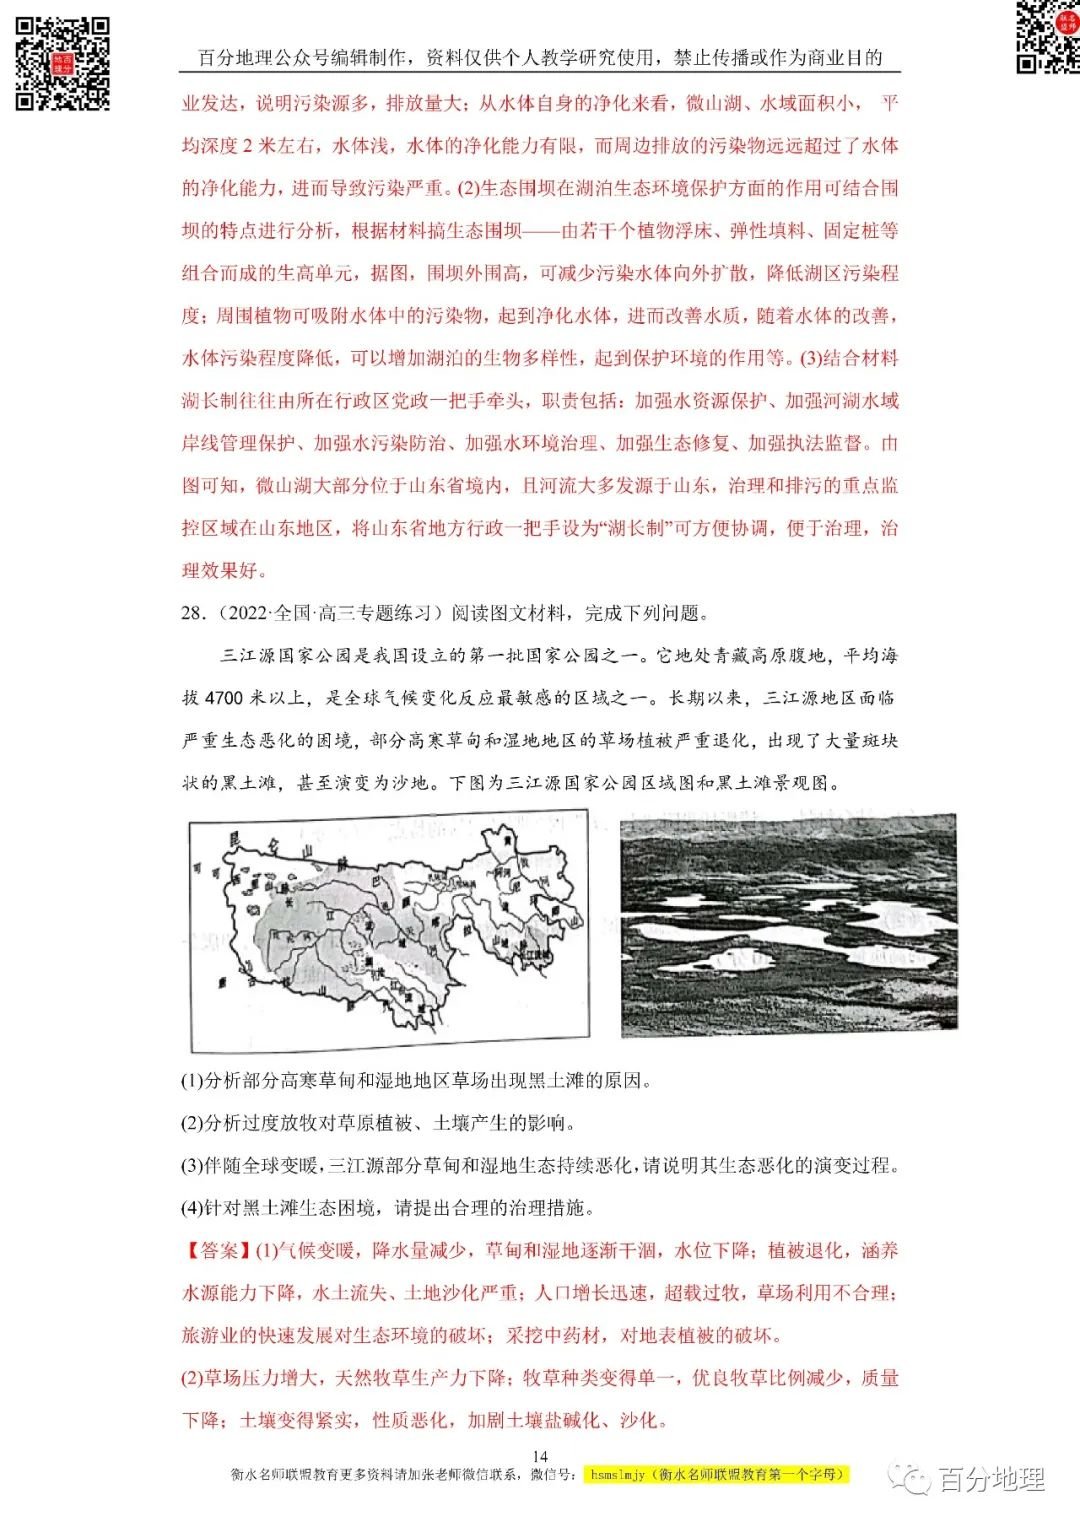 百分地理公众号编辑制作，资料仅供个人教学研究使用，禁止传播或作为商业目的
业发达，说明污染源多，排放量大；从水体自身的净化来看，微山湖、水域面积小， 平
均深度 2 米左右，水体浅，水体的净化能力有限，而周边排放的污染物远远超过了水体
的净化能力，进而导致污染严重。(2)生态围坝在湖泊生态环境保护方面的作用可结合围
坝的特点进行分析，根据材料搞生态围坝——由若干个植物浮床、弹性填料、固定桩等
组合而成的生高单元，据图，围坝外围高，可减少污染水体向外扩散，降低湖区污染程
度；周围植物可吸附水体中的污染物，起到净化水体，进而改善水质，随着水体的改善，
水体污染程度降低，可以增加湖泊的生物多样性，起到保护环境的作用等。(3)结合材料
湖长制往往由所在行政区党政一把手牵头，职责包括：加强水资源保护、加强河湖水域
岸线管理保护、加强水污染防治、加强水环境治理、加强生态修复、加强执法监督。由
图可知，微山湖大部分位于山东省境内，且河流大多发源于山东，治理和排污的重点监
控区域在山东地区，将山东省地方行政一把手设为“湖长制”可方便协调，便于治理，治
理效果好。
28．（2022·全国·高三专题练习）阅读图文材料，完成下列问题。
三江源国家公园是我国设立的第一批国家公园之一。它地处青藏高原腹地，平均海
拔 4700 米以上，是全球气候变化反应最敏感的区域之一。长期以来，三江源地区面临
严重生态恶化的困境，部分高寒草甸和湿地地区的草场植被严重退化，出现了大量斑块
状的黑土滩，甚至演变为沙地。下图为三江源国家公园区域图和黑土滩景观图。
(1)分析部分高寒草甸和湿地地区草场出现黑土滩的原因。
(2)分析过度放牧对草原植被、土壤产生的影响。
(3)伴随全球变暖,三江源部分草甸和湿地生态持续恶化,请说明其生态恶化的演变过程。
(4)针对黑土滩生态困境，请提出合理的治理措施。
【答案】(1)气候变暖，降水量减少，草甸和湿地逐渐干涸，水位下降；植被退化，涵养
水源能力下降，水土流失、土地沙化严重；人口增长迅速，超载过牧，草场利用不合理；
旅游业的快速发展对生态环境的破坏；采挖中药材，对地表植被的破坏。
(2)草场压力增大，天然牧草生产力下降；牧草种类变得单一，优良牧草比例减少，质量
下降；土壤变得紧实，性质恶化，加剧土壤盐碱化、沙化。
14
衡水名师联盟教育更多资料请加张老师微信联系，微信号： hsmslmjy（衡水名师联盟教育第一个字母）
百分地理